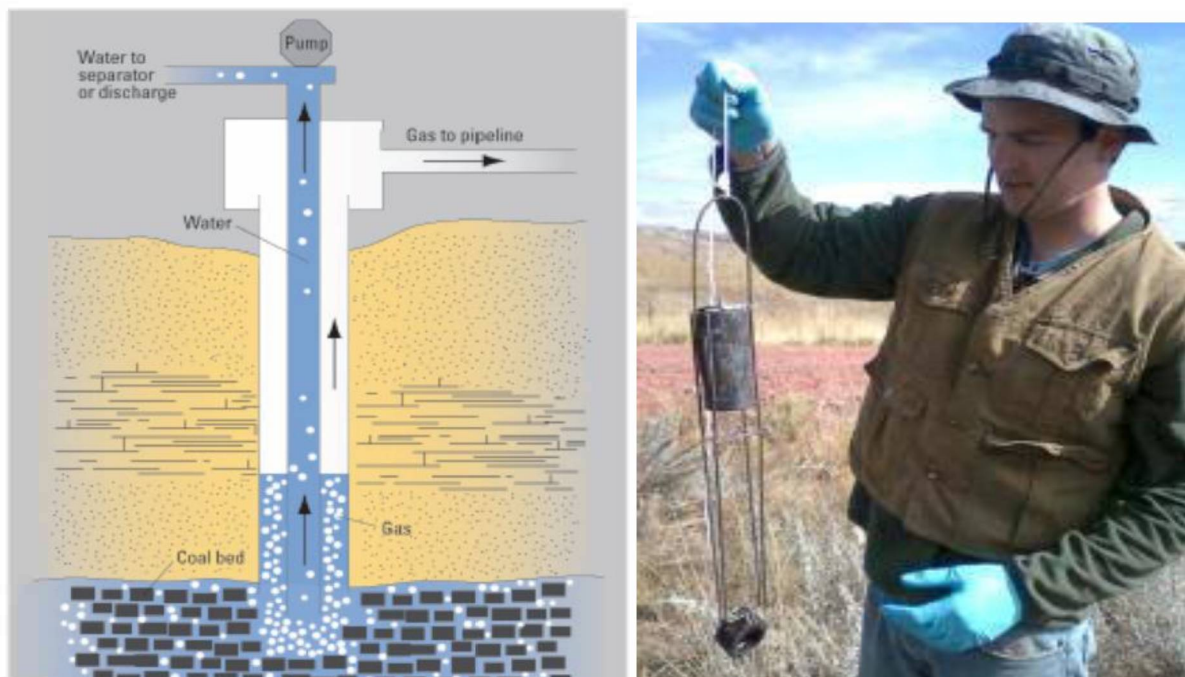 Pump
Water to
separator
or discharge
Gas to pipeline
Water
Gas
Coal bed